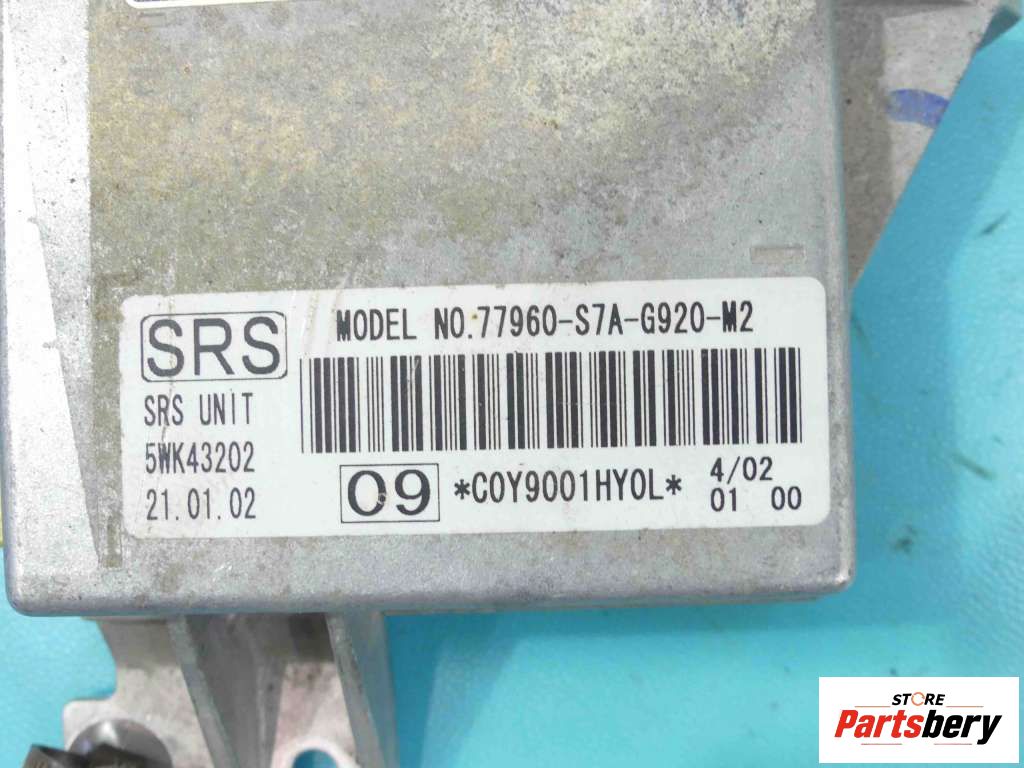 SRS
MODEL NO.77960-S7A-G920-M2
SRS UNIT
5WK43202
21.01.02
09
*C0Y9001HY0L*
4/02
01 00
STORE
Partsbery